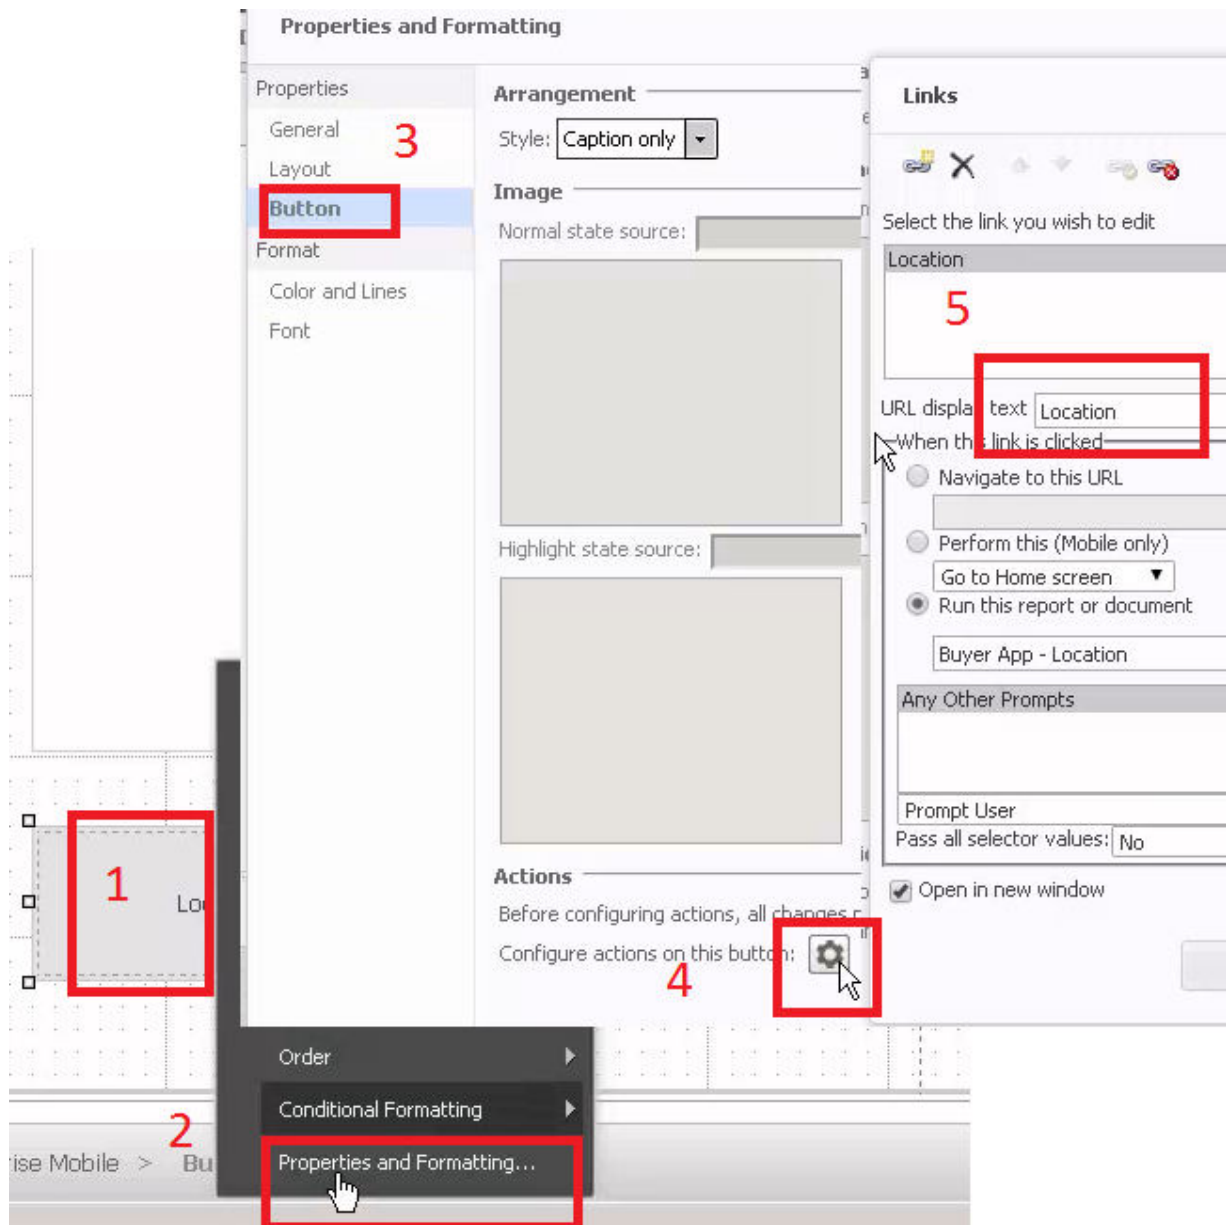 Properties and Formatting
Properties
General
3
Layout
Button
Format
Color and Lines
Font
Arrangement
Style: Caption only
Image
Normal state source:
Highlight state source:
Actions
Before configuring actions, all changes
Configure actions on this button:
4
Links
Select the link you wish to edit
Location
5
URL display text Location
When this link is clicked
Navigate to this URL
Perform this (Mobile only)
Go to Home screen
Run this report or document
Buyer App - Location
Any Other Prompts
Prompt User
Pass all selector values: No
Open in new window
1
Lo
Order
Conditional Formatting
2
ise Mobile > Bu
Properties and Formatting...